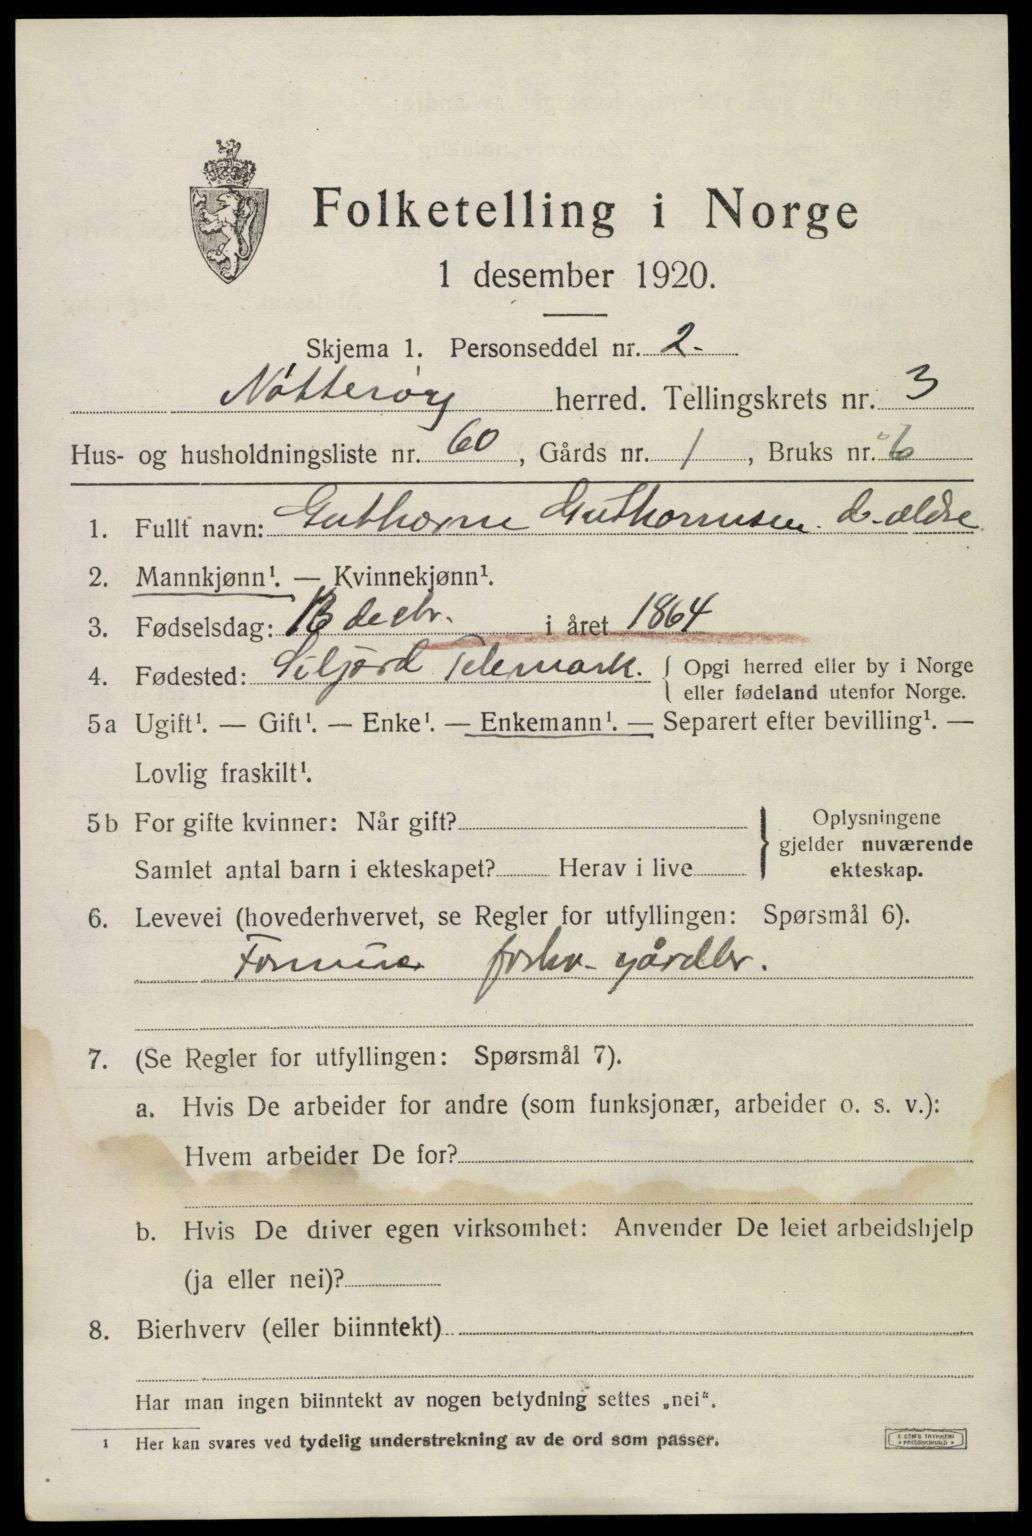 Folketelling i Norge
1 desember 1920.
Skjema 1. Personseddel nr. 2.
Nøtterøy herred. Tellingskrets nr. 3
Hus- og husholdningsliste nr. 60, Gårds nr. 1, Bruks nr. 6
1. Fullt navn: Guthorm Guthormsen d. ældre
2. Mannkjønn¹. — Kvinnekjønn¹.
3. Fødselsdag: decbr. i året 1864
4. Fødested: Siljord Telemark. Opgi herred eller by i Norge
eller fødeland utenfor Norge.
5a Ugift¹. — Gift¹. — Enke¹. — Enkemann¹. — Separert efter bevilling¹. —
Lovlig fraskilt¹.
5b For gifte kvinner: Når gift?
Samlet antal barn i ekteskapet? Herav i live
Oplysningene
gjelder nuværende
ekteskap.
6. Levevei (hovederhvervet, se Regler for utfyllingen: Spørsmål 6).
forhv. gårdbr.
7. (Se Regler for utfyllingen: Spørsmål 7).
a. Hvis De arbeider for andre (som funksjonær, arbeider o. s. v.):
Hvem arbeider De for?
b. Hvis De driver egen virksomhet: Anvender De leiet arbeidshjelp
(ja eller nei)?
8. Bierhverv (eller biinntekt)
Har man ingen biinntekt av nogen betydning settes „nei“.
¹ Her kan svares ved tydelig understrekning av de ord som passer.